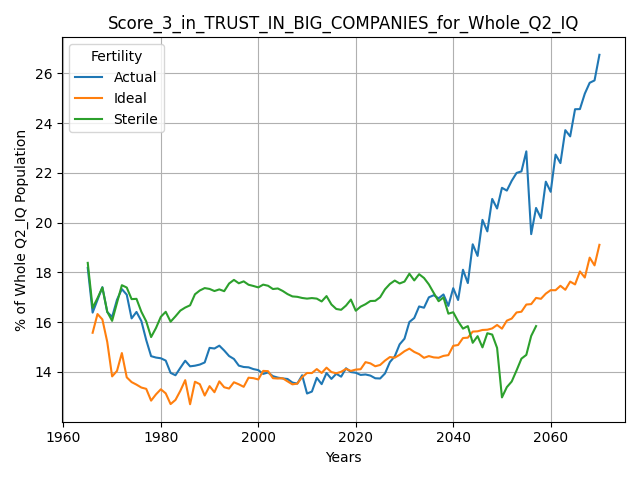 Score_3_in_TRUST_IN_BIG_COMPANIES_for_Whole_Q2_IQ
Fertility
Actual
Ideal
Sterile
% of Whole Q2_IQ Population
26
24
22
20
18
16
14
1960
1980
2000
2020
2040
2060
Years